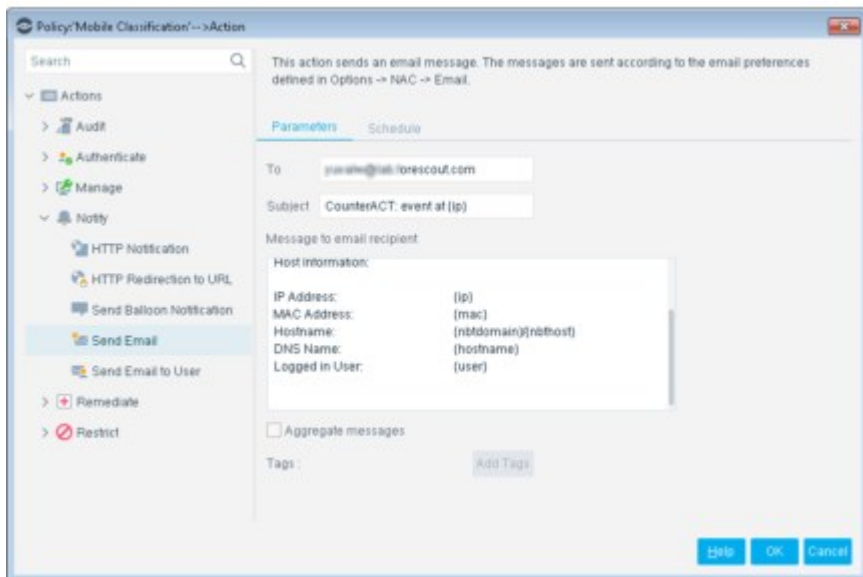 Policy:'Mobile Classification'-->Action
Search
This action sends an email message. The messages are sent according to the email preferences
defined in Options -> NAC -> Email.
Actions
Audit
Authenticate
Manage
Notify
HTTP Notification
HTTP Redirection to URL
Send Balloon Notification
Send Email
Send Email to User
Remediate
Restrict
Parameters Schedule
To forescout.com
Subject CounterACT: event at {ip}
Message to email recipient
Host Information:
IP Address: {ip}
MAC Address: {mac}
Hostname: {nbtdomain}/{nbthost}
DNS Name: {hostname}
Logged in User: {user}
Aggregate messages
Tags :
Add Tags
Help OK Cancel